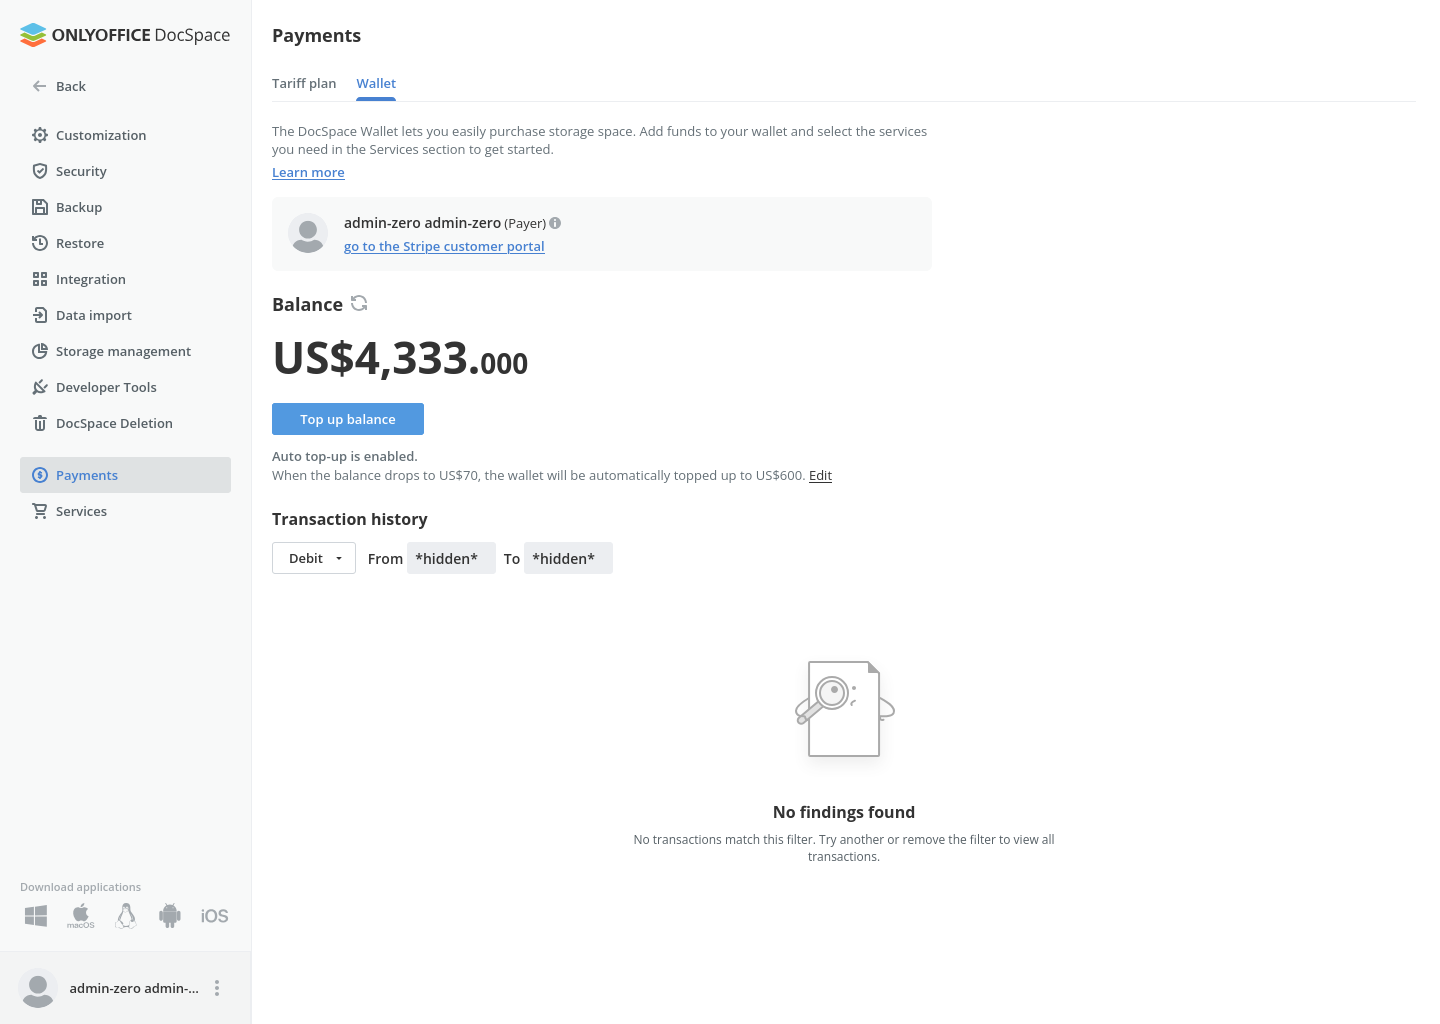 ONLYOFFICE DocSpace
Back
Customization
Security
Backup
Restore
Integration
Data import
Storage management
Developer Tools
DocSpace Deletion
Payments
Services
Download applications
macOS
iOS
admin-zero admin-...
Payments
Tariff plan Wallet
The DocSpace Wallet lets you easily purchase storage space. Add funds to your wallet and select the services
you need in the Services section to get started.
Learn more
admin-zero admin-zero (Payer)
go to the Stripe customer portal
Balance
US$4,333.000
Top up balance
Auto top-up is enabled.
When the balance drops to US$70, the wallet will be automatically topped up to US$600. Edit
Transaction history
Debit From *hidden* To *hidden*
No findings found
No transactions match this filter. Try another or remove the filter to view all
transactions.